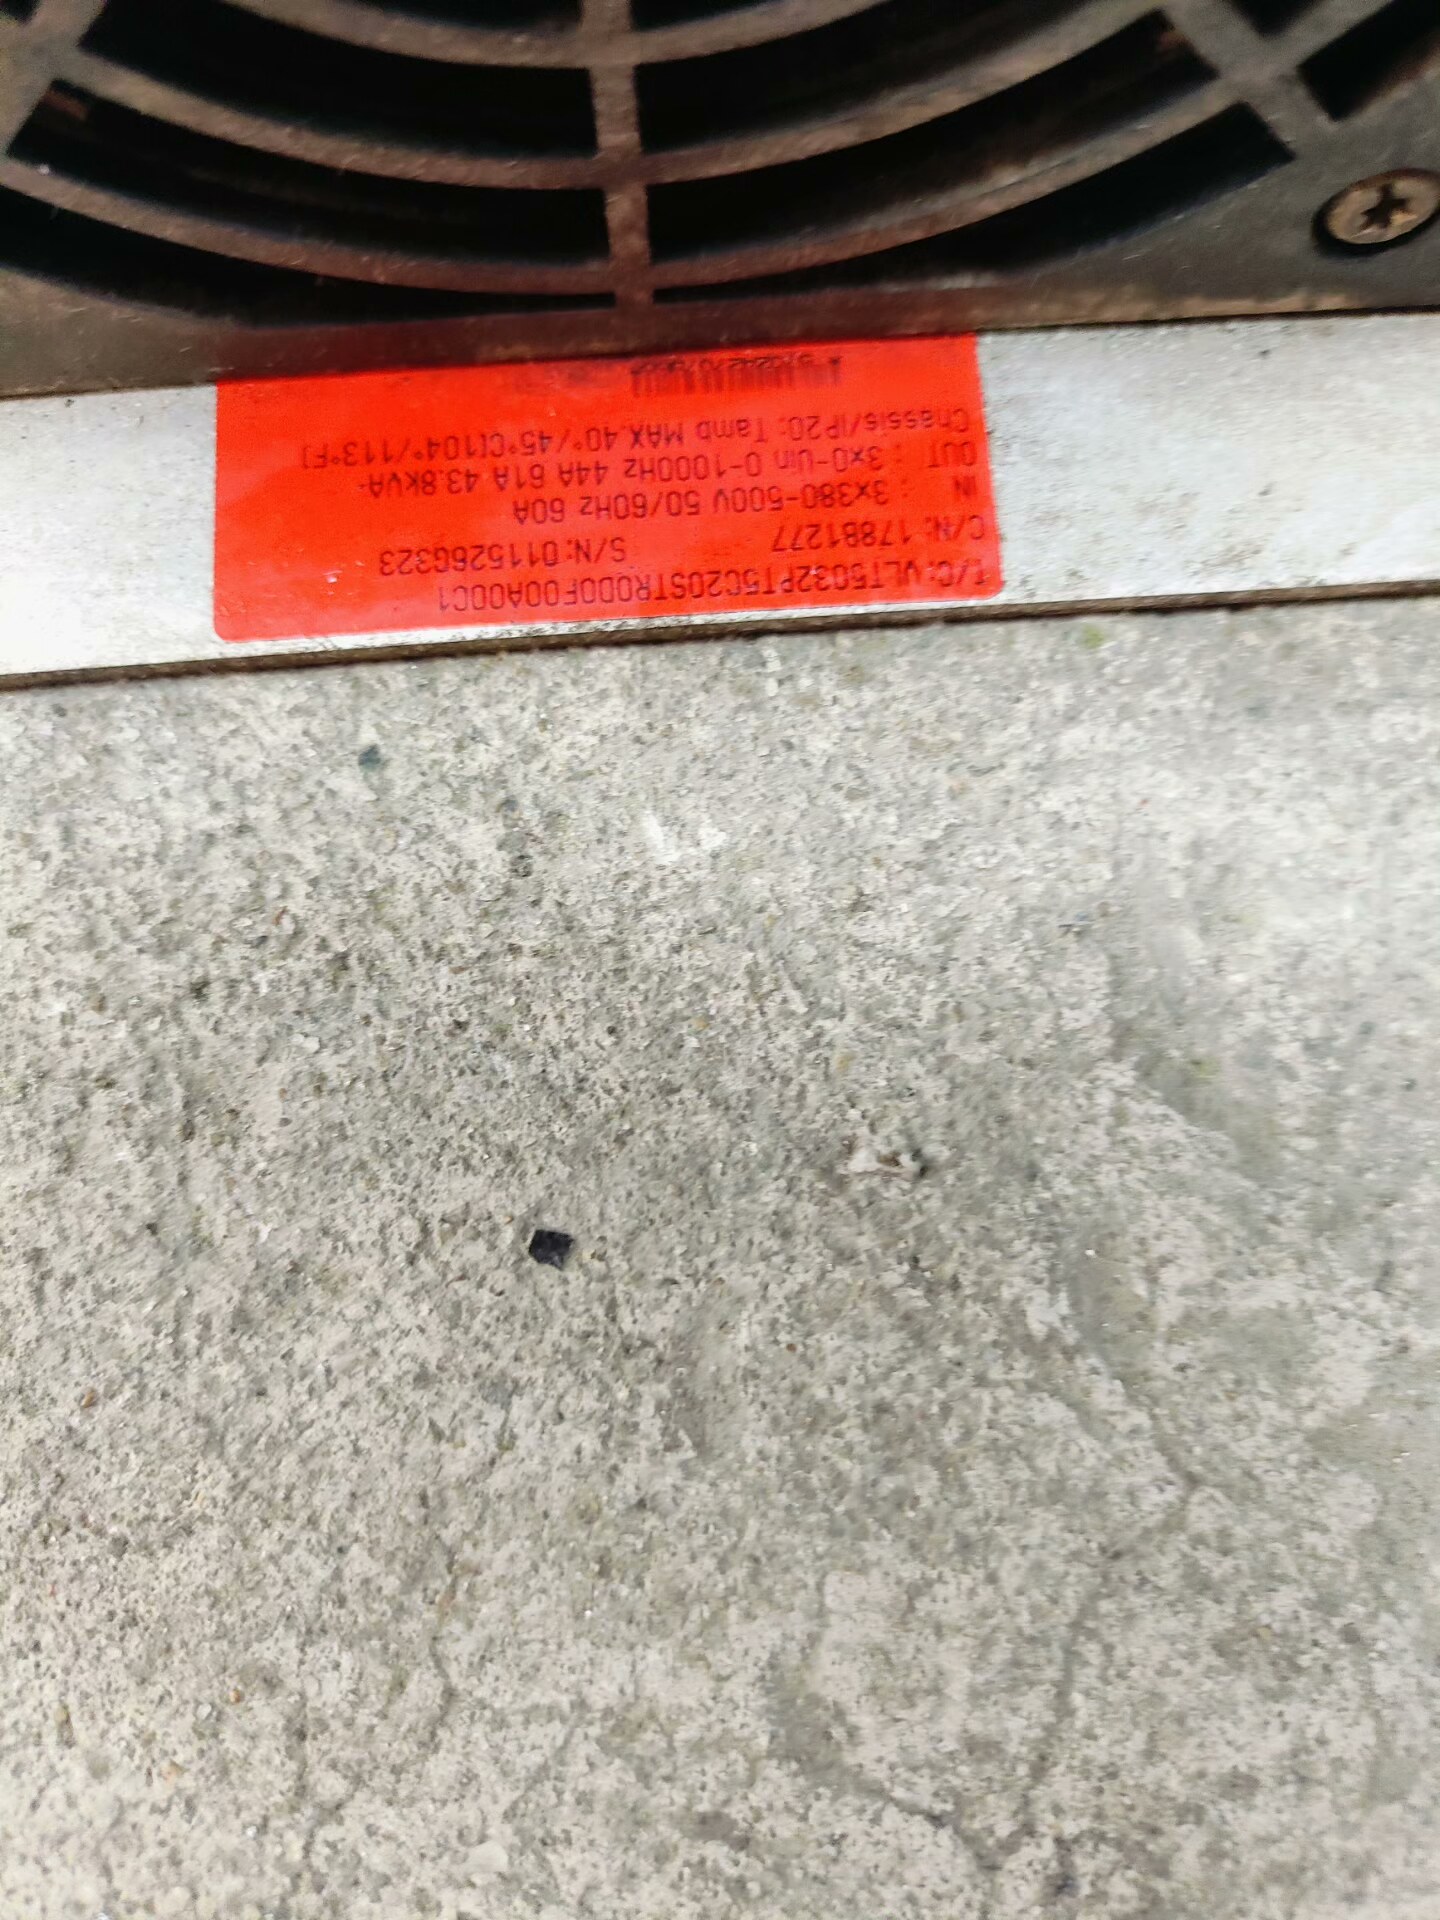 T/C: VLT5032PT5C20STR0D0F00A00C1
C/N: 178B1277 S/N: 011526G323
IN : 3x380-500V 50/60Hz 60A
OUT : 3x0-Uin 0-1000Hz 44A 61A 43.8kVA
Chassis/IP20: Tamb MAX.40°/45°C[104°/113°F]